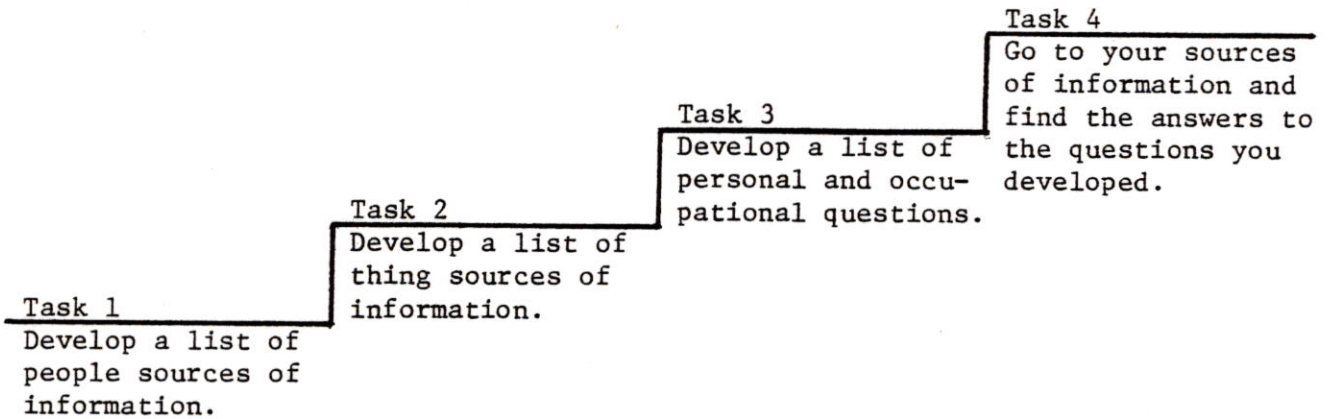 Task 1
Develop a list of
people sources of
information.
Task 2
Develop a list of
thing sources of
information.
Task 3
Develop a list of
personal and occu-
pational questions.
Task 4
Go to your sources
of information and
find the answers to
the questions you
developed.